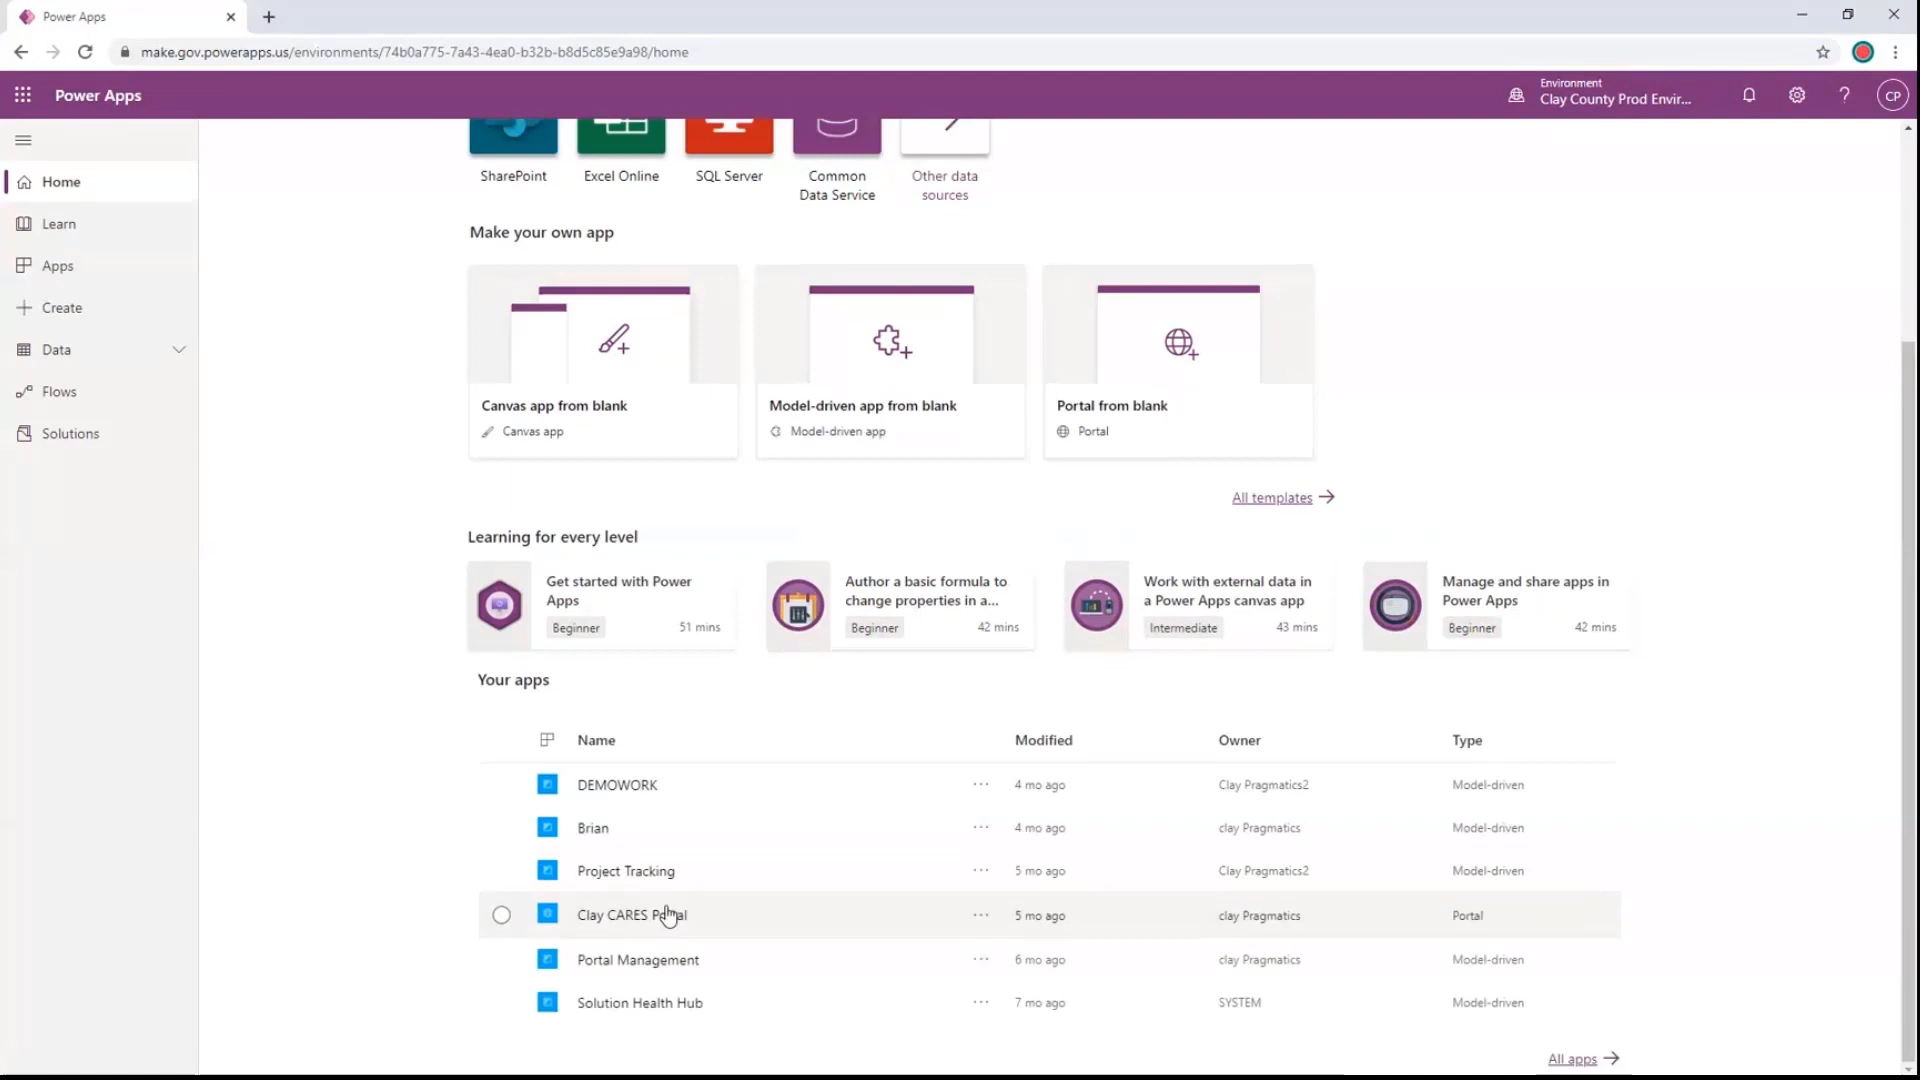 Power Apps
make.gov.powerapps.us/environments/74b0a775-7a43-4ea0-b32b-b8d5c85e9a98/home
Power Apps
Environment
Clay County Prod Envir...
CP
Home
Learn
Apps
Create
Data
Flows
Solutions
SharePoint
Excel Online
SQL Server
Common
Data Service
Other data
sources
Make your own app
Canvas app from blank
Canvas app
Model-driven app from blank
Model-driven app
Portal from blank
Portal
All templates
Learning for every level
Get started with Power
Apps
Beginner 51 mins
Author a basic formula to
change properties in a...
Beginner 42 mins
Work with external data in
a Power Apps canvas app
Intermediate 43 mins
Manage and share apps in
Power Apps
Beginner 42 mins
Your apps
Name Modified Owner Type
DEMOWORK ... 4 mo ago Clay Pragmatics2 Model-driven
Brian ... 4 mo ago clay Pragmatics Model-driven
Project Tracking ... 5 mo ago Clay Pragmatics2 Model-driven
Clay CARES Portal ... 5 mo ago clay Pragmatics Portal
Portal Management ... 6 mo ago clay Pragmatics Model-driven
Solution Health Hub ... 7 mo ago SYSTEM Model-driven
All apps